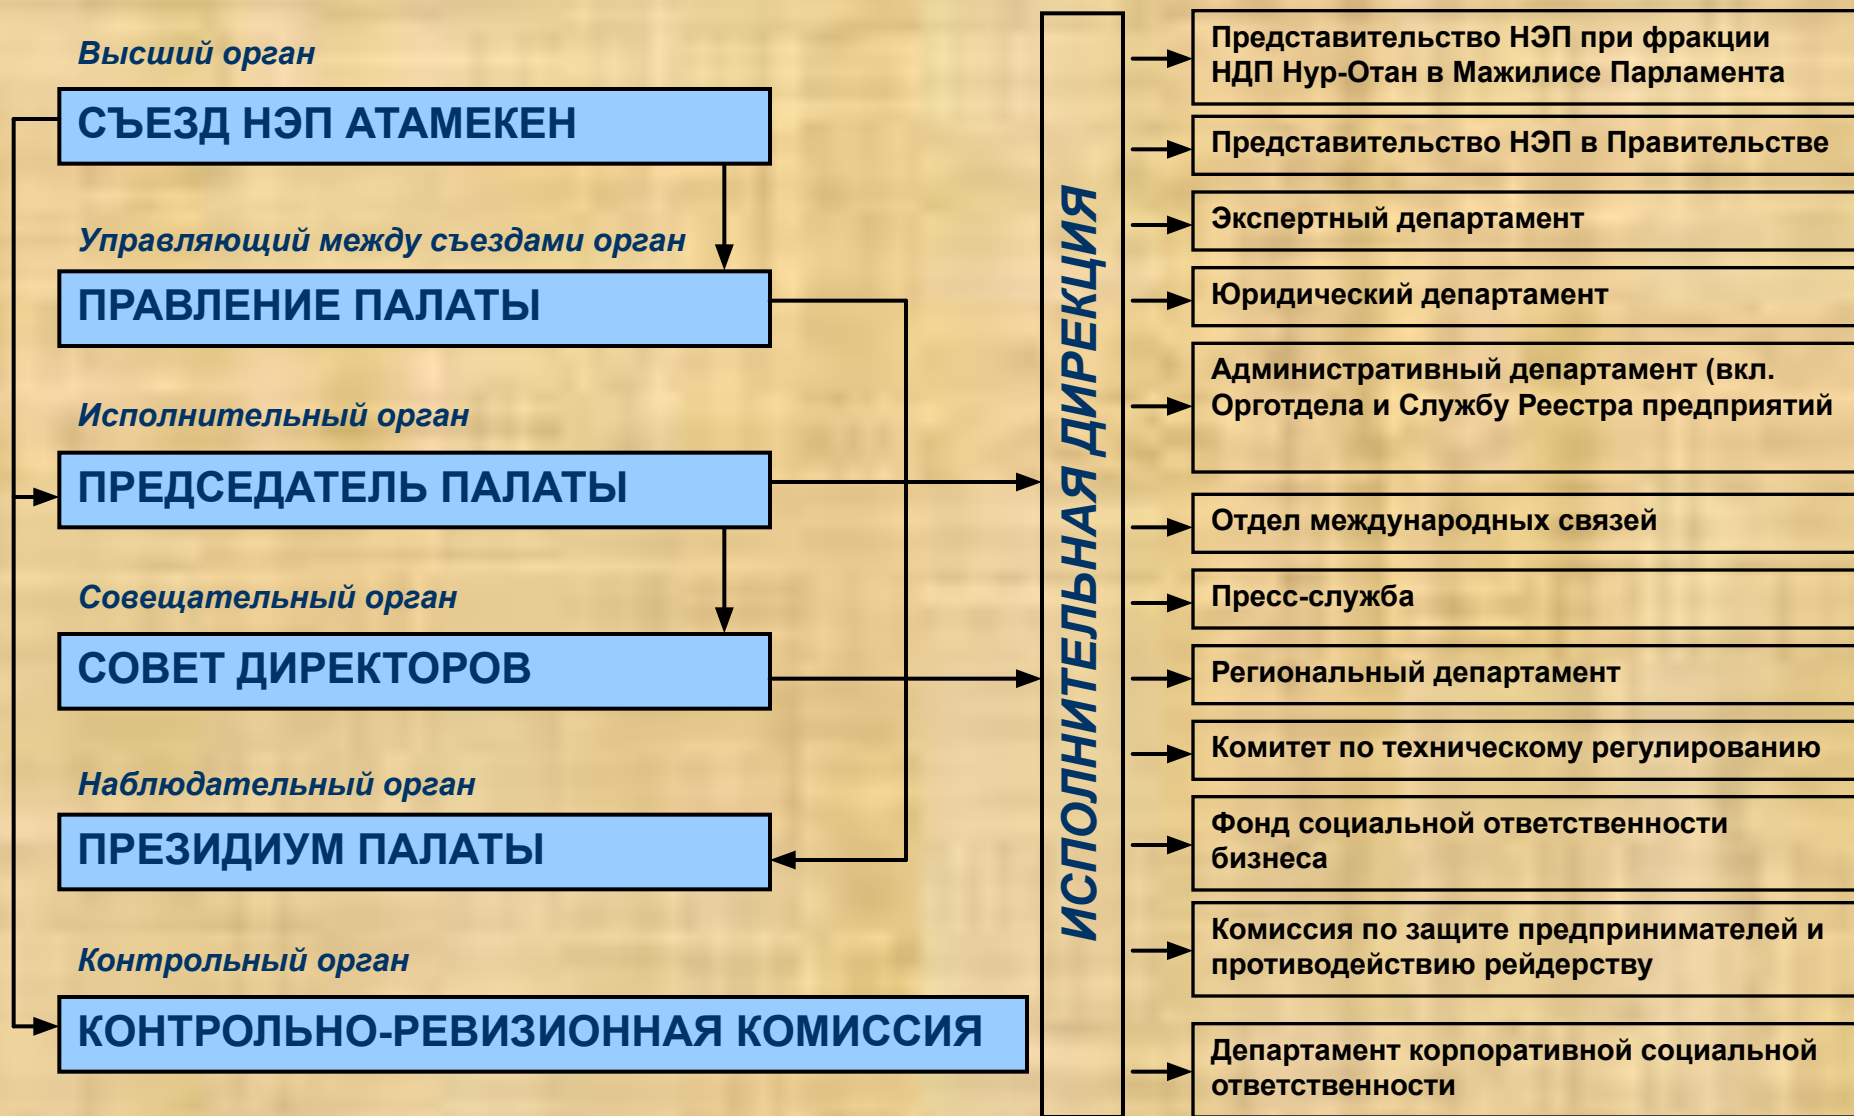 Высший орган
СЪЕЗД НЭП АТАМЕКЕН
Управляющий между съездами орган
ПРАВЛЕНИЕ ПАЛАТЫ
Исполнительный орган
ПРЕДСЕДАТЕЛЬ ПАЛАТЫ
Совещательный орган
СОВЕТ ДИРЕКТОРОВ
Наблюдательный орган
ПРЕЗИДИУМ ПАЛАТЫ
Контрольный орган
КОНТРОЛЬНО-РЕВИЗИОННАЯ КОМИССИЯ
ИСПОЛНИТЕЛЬНАЯ ДИРЕКЦИЯ
Представительство НЭП при фракции
НДП Нур-Отан в Мажилисе Парламента
Представительство НЭП в Правительстве
Экспертный департамент
Юридический департамент
Административный департамент (вкл.
Орготдела и Службу Реестра предприятий
Отдел международных связей
Пресс-служба
Региональный департамент
Комитет по техническому регулированию
Фонд социальной ответственности
бизнеса
Комиссия по защите предпринимателей и
противодействию рейдерству
Департамент корпоративной социальной
ответственности